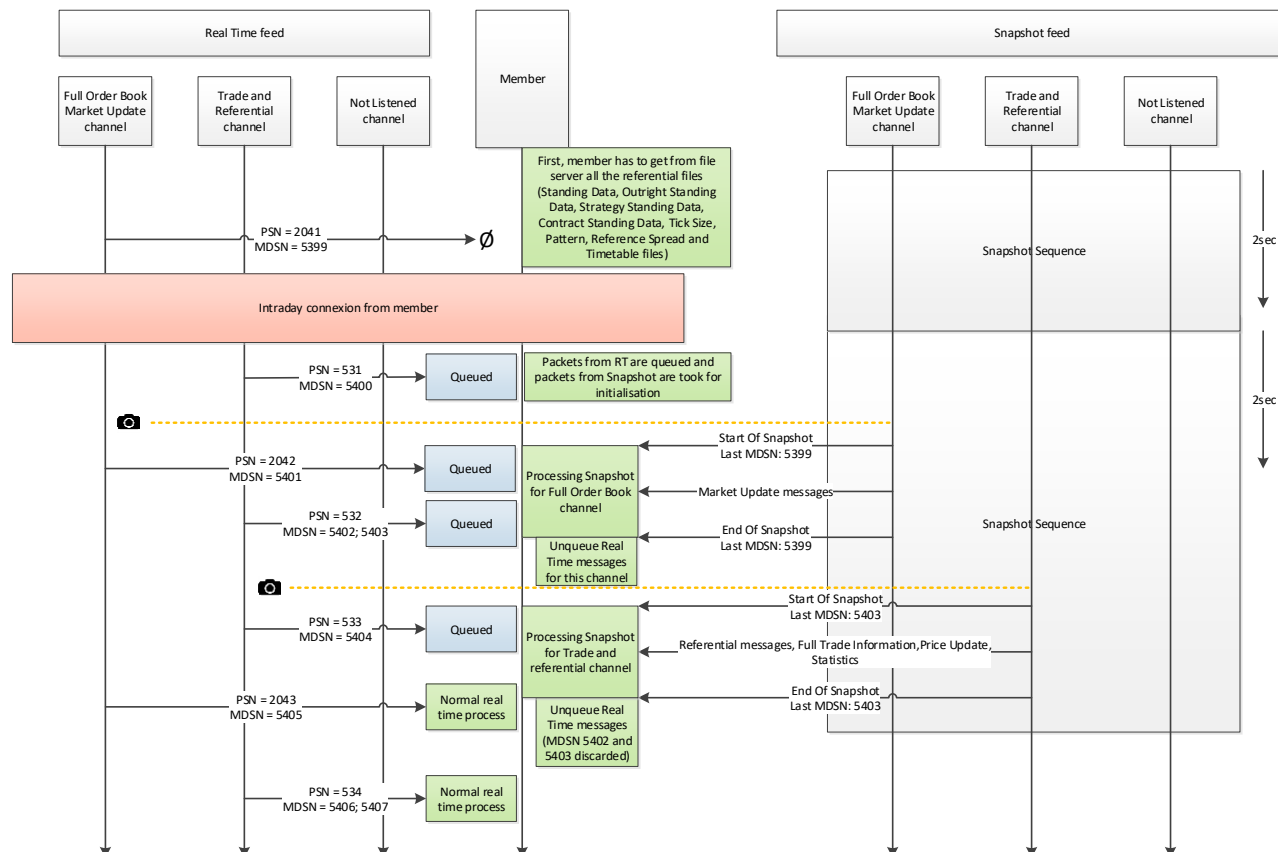 Real Time feed
Member
Snapshot feed
Full Order Book
Market Update
channel
Trade and
Referential
channel
Not Listened
channel
Full Order Book
Market Update
channel
Trade and
Referential
channel
Not Listened
channel
First, member has to get from file
server all the referential files
(Standing Data, Outright Standing
Data, Strategy Standing Data,
Contract Standing Data, Tick Size,
Pattern, Reference Spread and
Timetable files)
PSN = 2041
MDSN = 5399
Ø
Snapshot Sequence
2sec
Intraday connexion from member
PSN = 531
MDSN = 5400
Queued
Packets from RT are queued and
packets from Snapshot are took for
initialisation
2sec
Start Of Snapshot
Last MDSN: 5399
PSN = 2042
MDSN = 5401
Queued
Processing Snapshot
for Full Order Book
channel
Market Update messages
PSN = 532
MDSN = 5402; 5403
Queued
End Of Snapshot
Last MDSN: 5399
Snapshot Sequence
Unqueue Real
Time messages
for this channel
Start Of Snapshot
Last MDSN: 5403
PSN = 533
MDSN = 5404
Queued
Processing Snapshot
for Trade and
referential channel
Referential messages, Full Trade Information,Price Update,
Statistics
End Of Snapshot
Last MDSN: 5403
PSN = 2043
MDSN = 5405
Normal real
time process
Unqueue Real
Time messages
(MDSN 5402 and
5403 discarded)
PSN = 534
MDSN = 5406; 5407
Normal real
time process